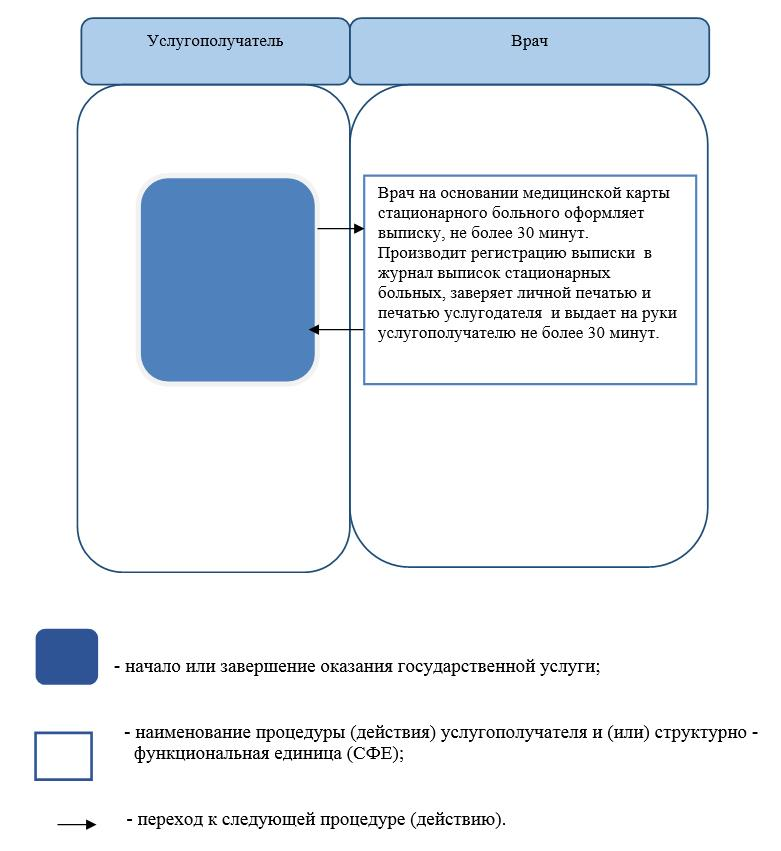 Услугополучатель
Врач
Врач на основании медицинской карты
стационарного больного оформляет
выписку, не более 30 минут.
Производит регистрацию выписки в
журнал выписок стационарных
больных, заверяет личной печатью и
печатью услугодателя и выдает на руки
услугополучателю не более 30 минут.
- начало или завершение оказания государственной услуги;
- наименование процедуры (действия) услугополучателя и (или) структурно -
функциональная единица (СФЕ);
- переход к следующей процедуре (действию).